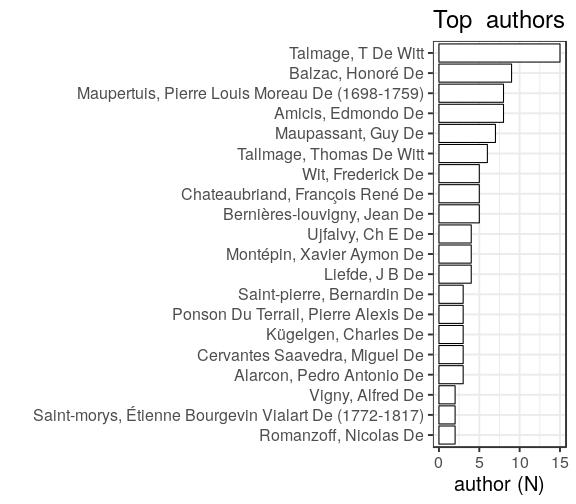 Top authors
Talmage, T De Witt
Balzac, Honoré De
Maupertuis, Pierre Louis Moreau De (1698-1759)
Amicis, Edmondo De
Maupassant, Guy De
Tallmage, Thomas De Witt
Wit, Frederick De
Chateaubriand, François René De
Bernières-louvigny, Jean De
Ujfalvy, Ch E De
Montépin, Xavier Aymon De
Liefde, J B De
Saint-pierre, Bernardin De
Ponson Du Terrail, Pierre Alexis De
Kügelgen, Charles De
Cervantes Saavedra, Miguel De
Alarcon, Pedro Antonio De
Vigny, Alfred De
Saint-morys, Étienne Bourgevin Vialart De (1772-1817)
Romanzoff, Nicolas De
0 5 10 15
author (N)